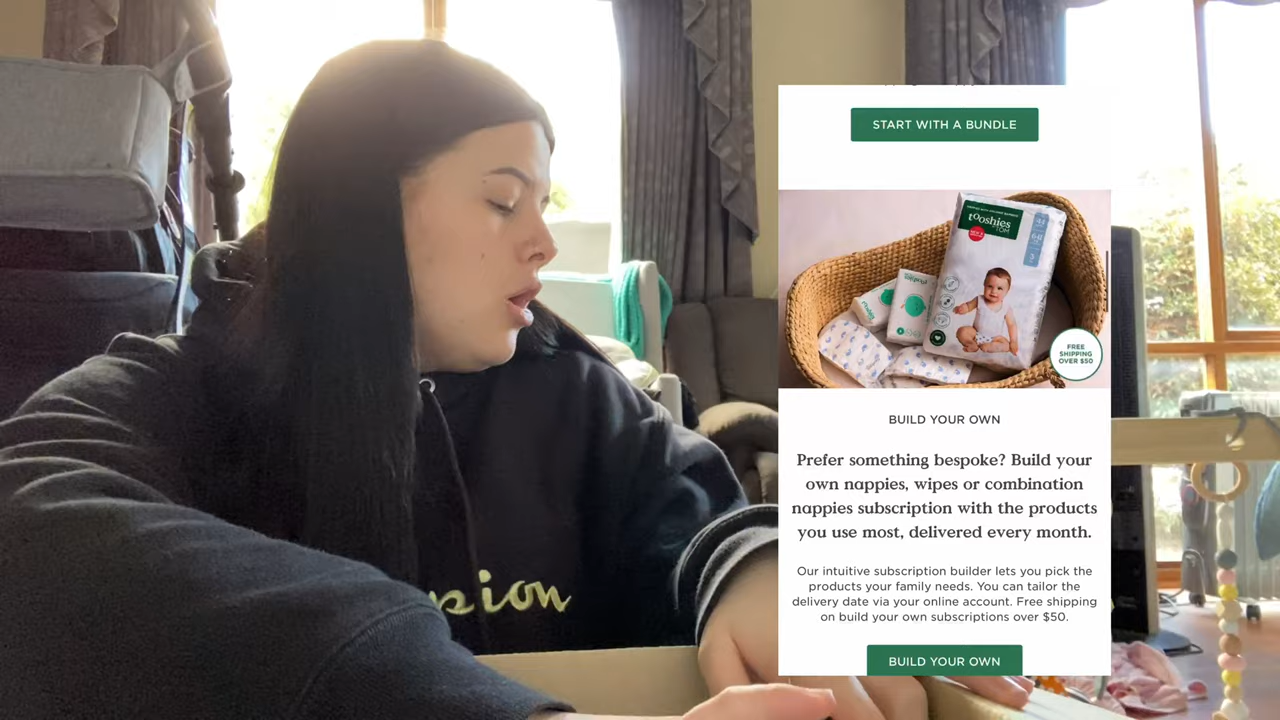 START WITH A BUNDLE
tooshies
TOM
FREE
SHIPPING
OVER $50
BUILD YOUR OWN
Prefer something bespoke? Build your
own nappies, wipes or combination
nappies subscription with the products
you use most, delivered every month.
Our intuitive subscription builder lets you pick the
products your family needs. You can tailor the
delivery date via your online account. Free shipping
on build your own subscriptions over $50.
BUILD YOUR OWN
pion